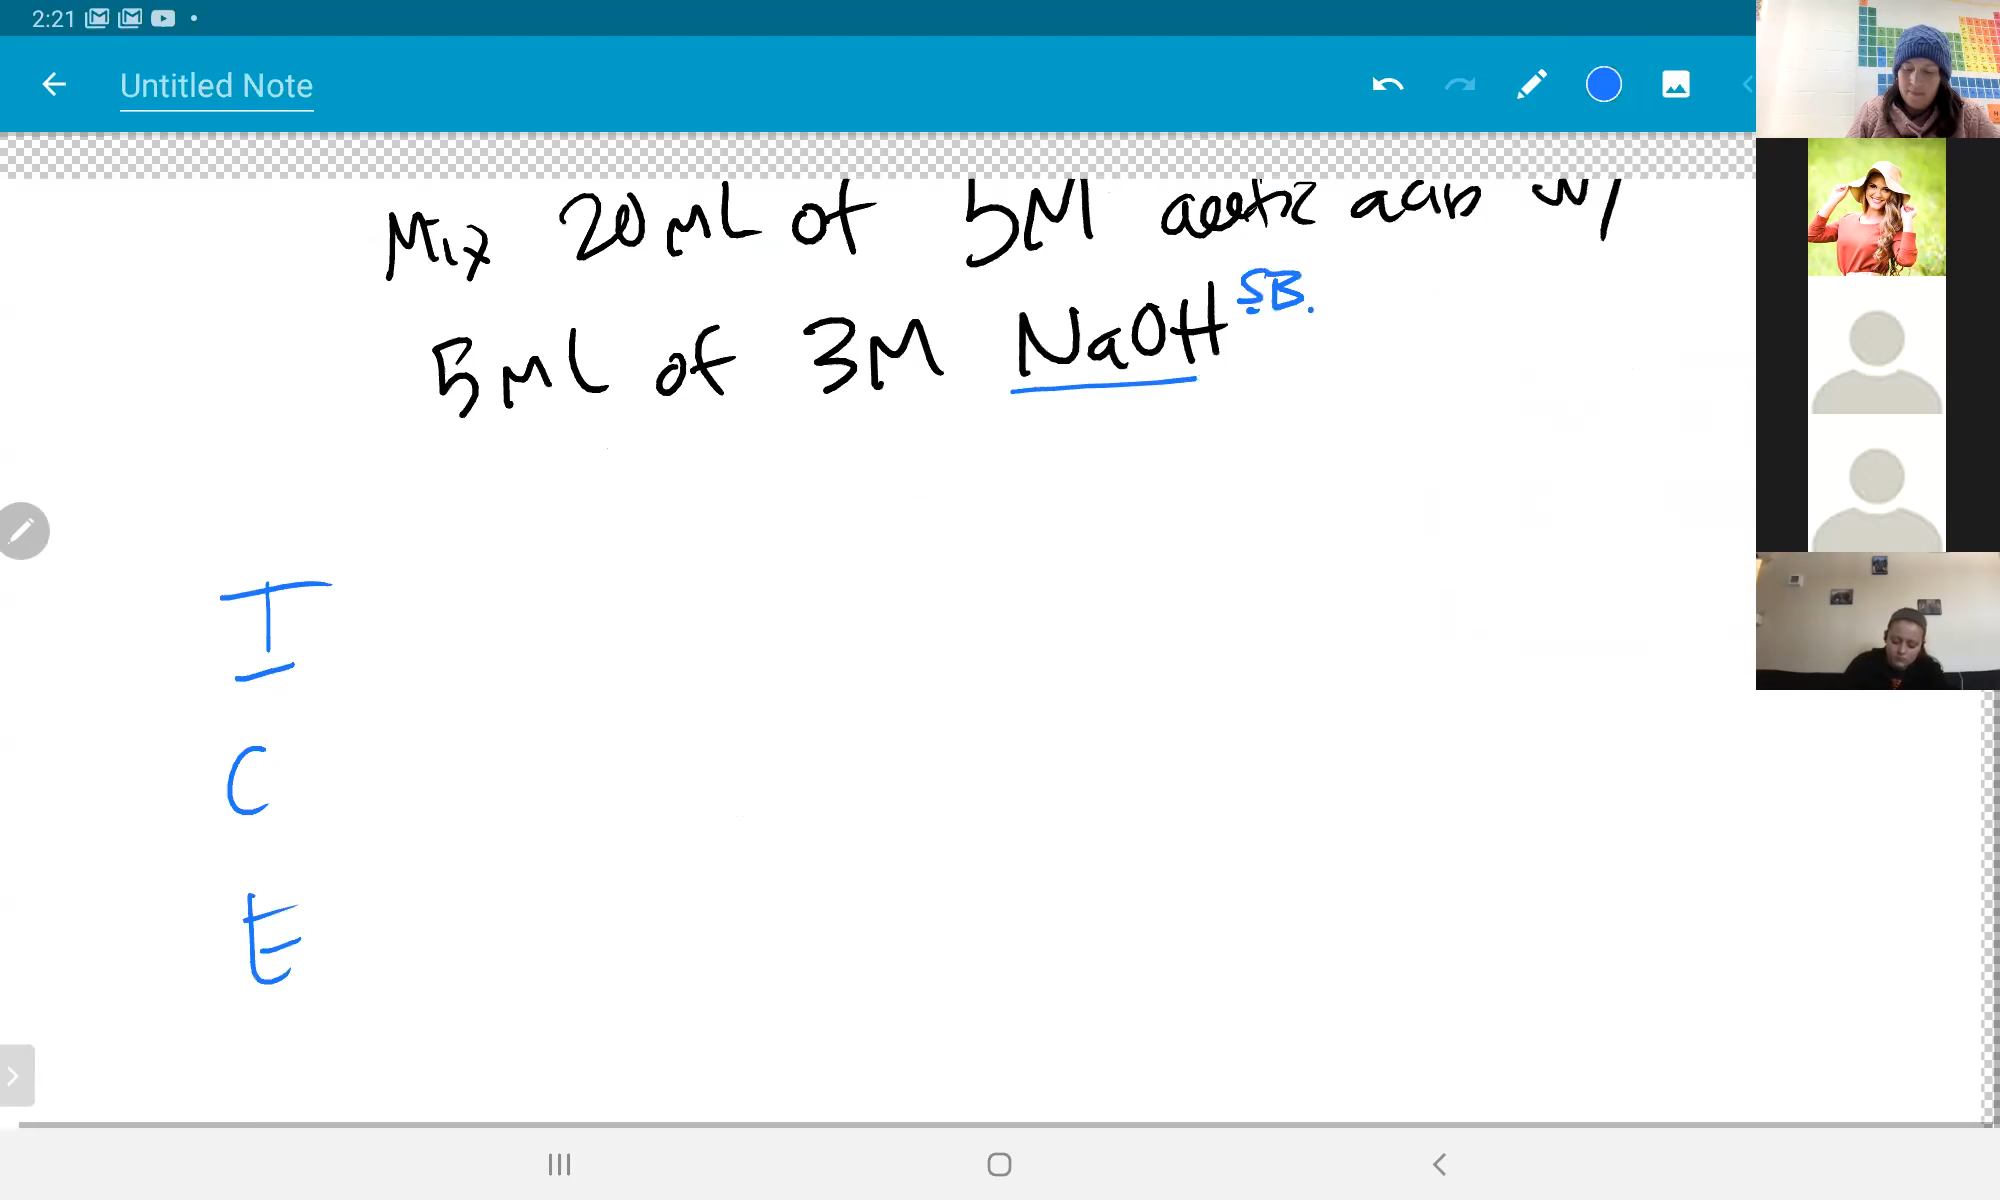 2:21
Untitled Note
Mix 20 mL of 5M acetic acid w/
SB.
5 mL of 3M NaOH
I
C
E